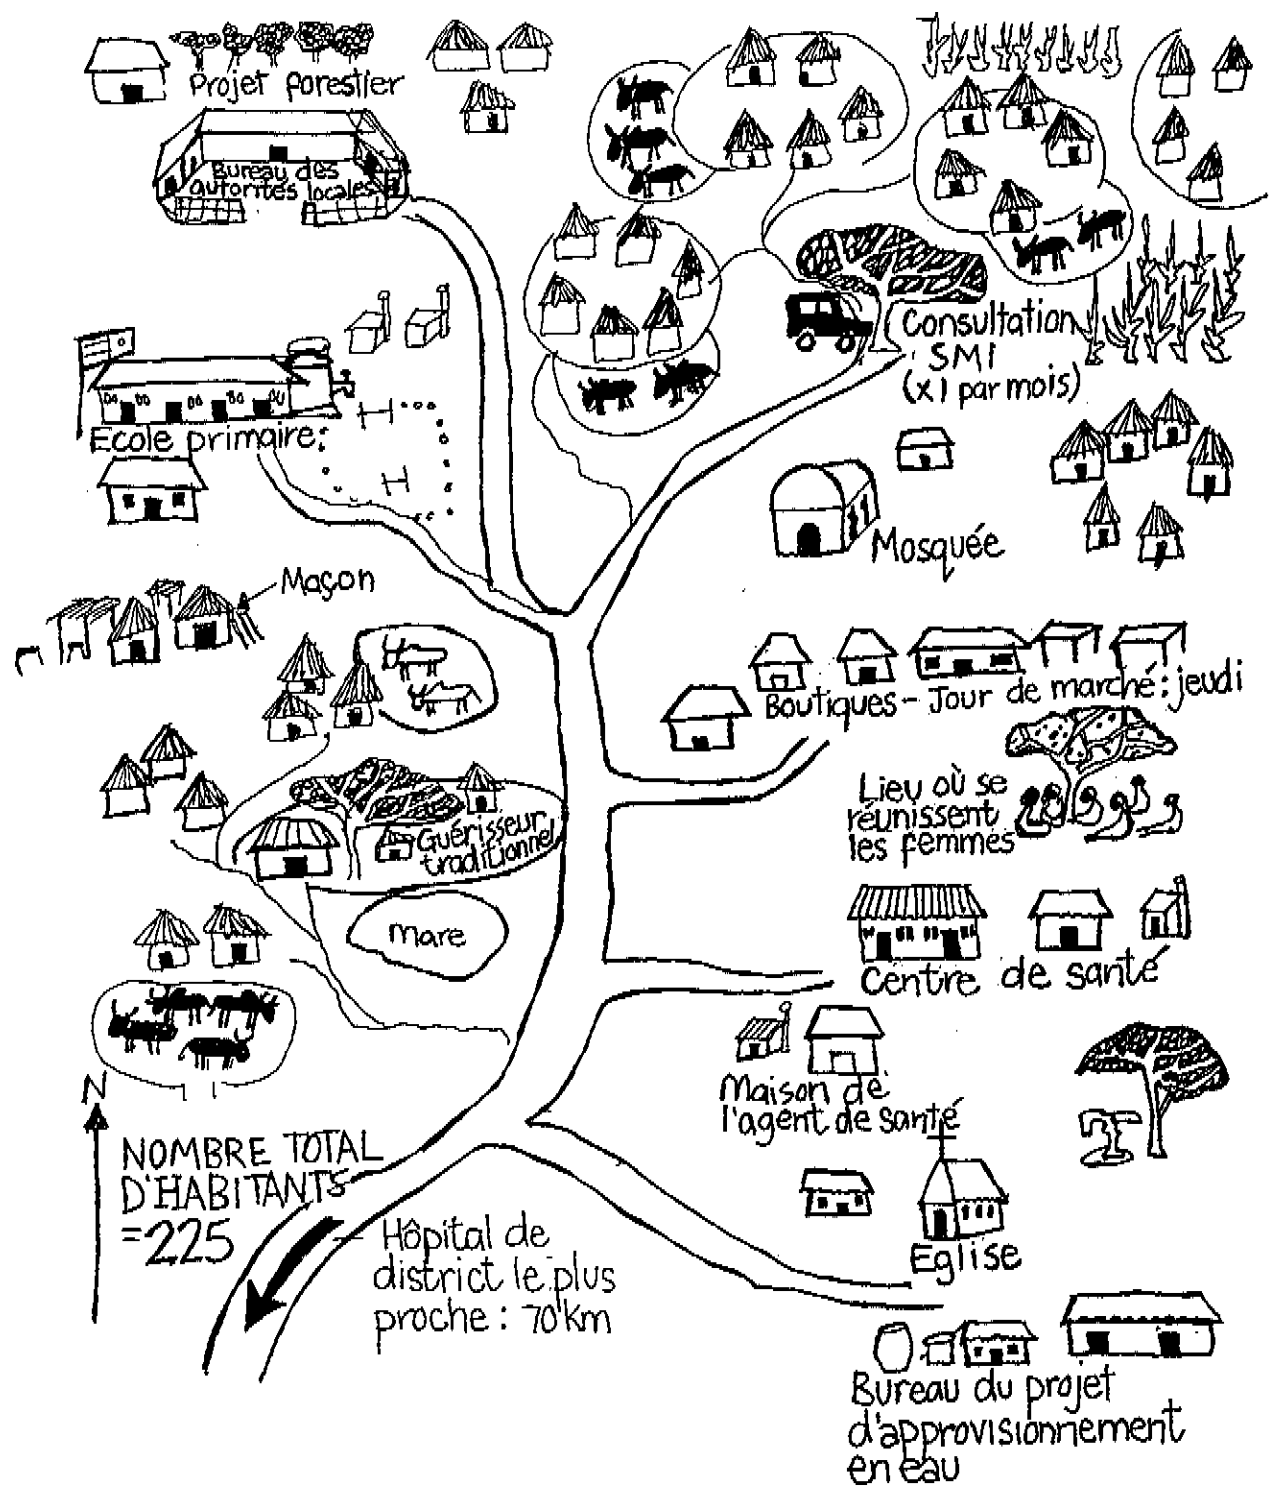 Projet forestier
Bureau des
autorités locales
Consultation
SMI
(x1 par mois)
Ecole primaire:
Mosquée
Maçon
Boutiques - Jour de marché: jeudi
Lieu où se
réunissent
les femmes
Guérisseur
traditionnel
mare
Centre de santé
Maison de
l'agent de santé
N
NOMBRE TOTAL
D'HABITANTS
=225
Hôpital de
district le plus
proche: 70 km
Eglise
Bureau du projet
d'approvisionnement
en eau